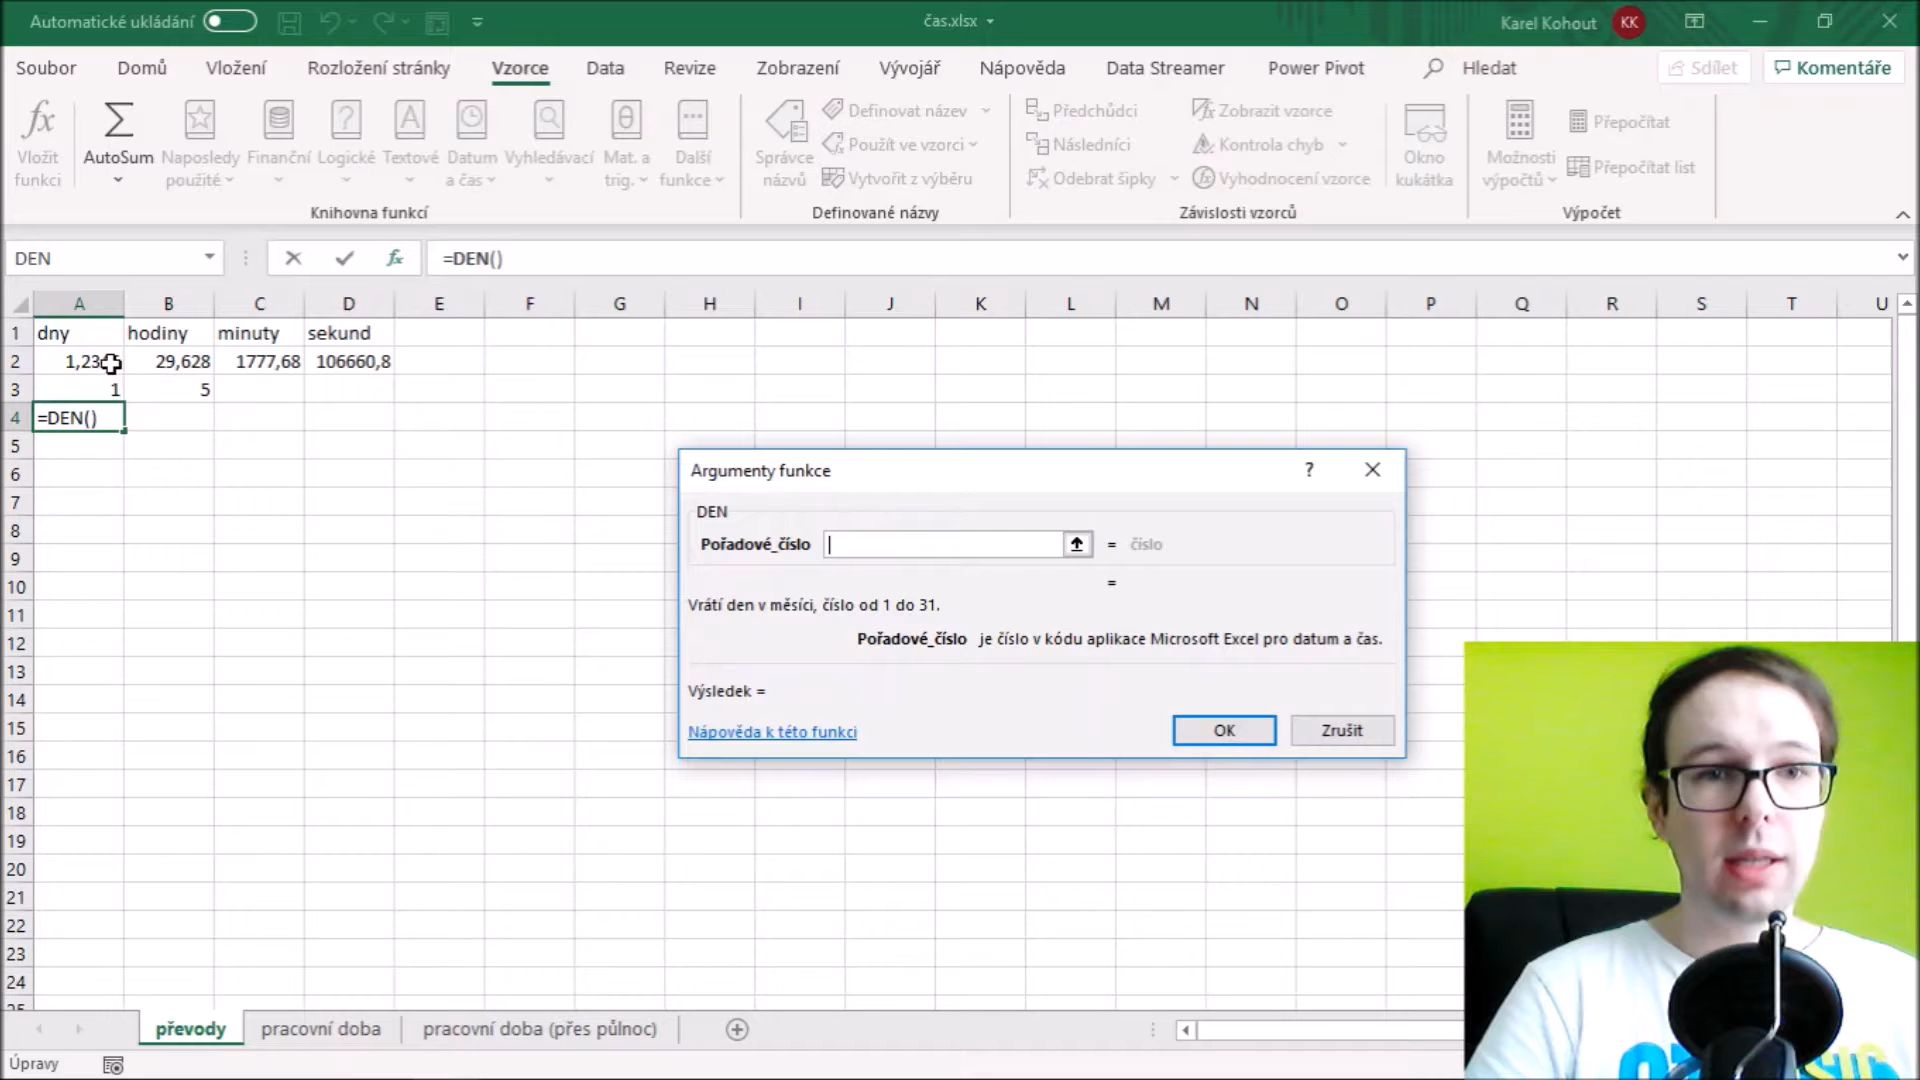 Automatické ukládání
čas.xlsx
Karel Kohout
KK
Soubor Domů Vložení Rozložení stránky Vzorce Data Revize Zobrazení Vývojář Nápověda Data Streamer Power Pivot Hledat Sdílet Komentáře
fx
Vložit funkci
AutoSum
Naposledy použité
Finanční
Logické
Textové
Datum a čas
Vyhledávací
Mat. a trig.
Další funkce
Knihovna funkcí
Správce názvů
Definovat název
Použít ve vzorci
Vytvořit z výběru
Definované názvy
Předchůdci
Následníci
Odebrat šipky
Zobrazit vzorce
Kontrola chyb
Vyhodnocení vzorce
Závislosti vzorců
Okno kukátka
Možnosti výpočtů
Přepočítat
Přepočítat list
Výpočet
DEN
fx
=DEN()
A B C D E F G H I J K L M N O P Q R S T U
1 dny hodiny minuty sekund
2 1,23 29,628 1777,68 106660,8
3 1 5
4 =DEN()
5
6
7
8
9
10
11
12
13
14
15
16
17
18
19
20
21
22
23
24
25
Argumenty funkce
?
DEN
Pořadové_číslo
= číslo
=
Vrátí den v měsíci, číslo od 1 do 31.
Pořadové_číslo je číslo v kódu aplikace Microsoft Excel pro datum a čas.
Výsledek =
Nápověda k této funkci
OK
Zrušit
převody
pracovní doba
pracovní doba (přes půlnoc)
Úpravy